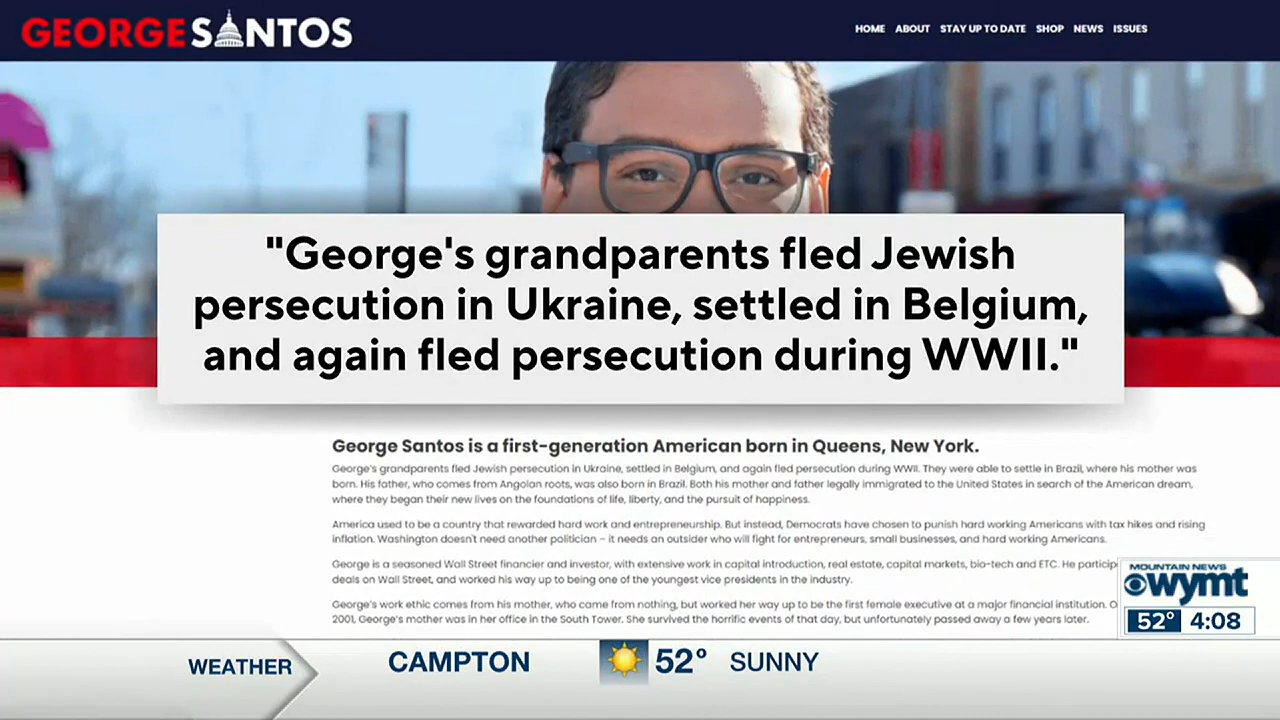 GEORGE SANTOS
HOME ABOUT STAY UP TO DATE SHOP NEWS ISSUES
"George's grandparents fled Jewish
persecution in Ukraine, settled in Belgium,
and again fled persecution during WWII."
George Santos is a first-generation American born in Queens, New York.
George's grandparents fled Jewish persecution in Ukraine, settled in Belgium, and again fled persecution during WWII. They were able to settle in Brazil, where his mother was
born. His father, who comes from Angolan roots, was also born in Brazil. Both his mother and father legally immigrated to the United States in search of the American dream,
where they began their new lives on the foundations of life, liberty, and the pursuit of happiness.
America used to be a country that rewarded hard work and entrepreneurship. But instead, Democrats have chosen to punish hard working Americans with tax hikes and rising
inflation. Washington doesn't need another politician – it needs an outsider who will fight for entrepreneurs, small businesses, and hard working Americans.
George is a seasoned Wall Street financier and investor, with extensive work in capital introduction, real estate, capital markets, bio-tech and ETC. He particip
deals on Wall Street, and worked his way up to being one of the youngest vice presidents in the industry.
George's work ethic comes from his mother, who came from nothing, but worked her way up to be the first female executive at a major financial institution. O
2001, George's mother was in her office in the South Tower. She survived the horrific events of that day, but unfortunately passed away a few years later.
MOUNTAIN NEWS
wymt
52° 4:08
WEATHER CAMPTON 52° SUNNY